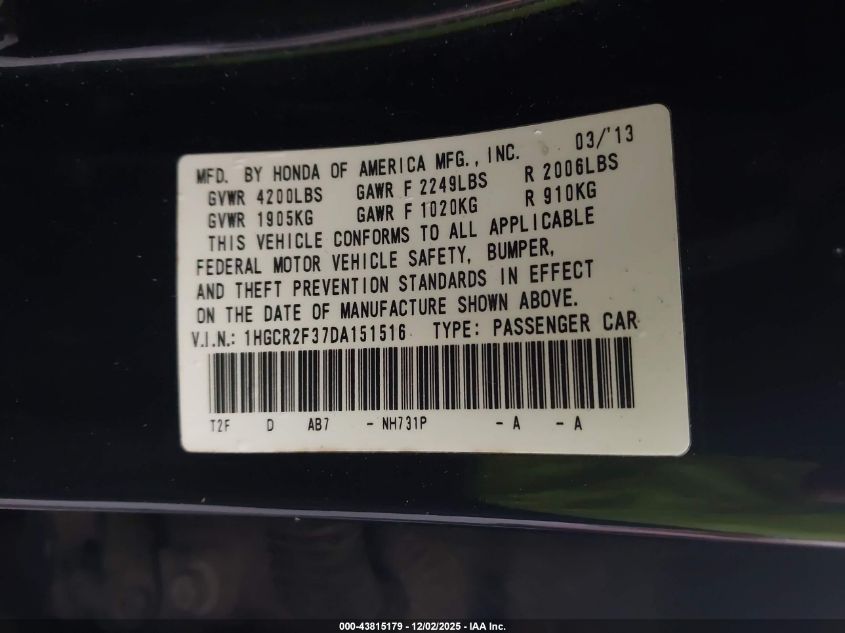 MFD. BY HONDA OF AMERICA MFG., INC. 03/'13
GVWR 4200LBS GAWR F 2249LBS R 2006LBS
GVWR 1905KG GAWR F 1020KG R 910KG
THIS VEHICLE CONFORMS TO ALL APPLICABLE
FEDERAL MOTOR VEHICLE SAFETY, BUMPER,
AND THEFT PREVENTION STANDARDS IN EFFECT
ON THE DATE OF MANUFACTURE SHOWN ABOVE.
V.I.N.: 1HGCR2F37DA151516 TYPE: PASSENGER CAR
T2F D AB7 - NH731P - A - A
000-43815179 - 12/02/2025 - IAA Inc.